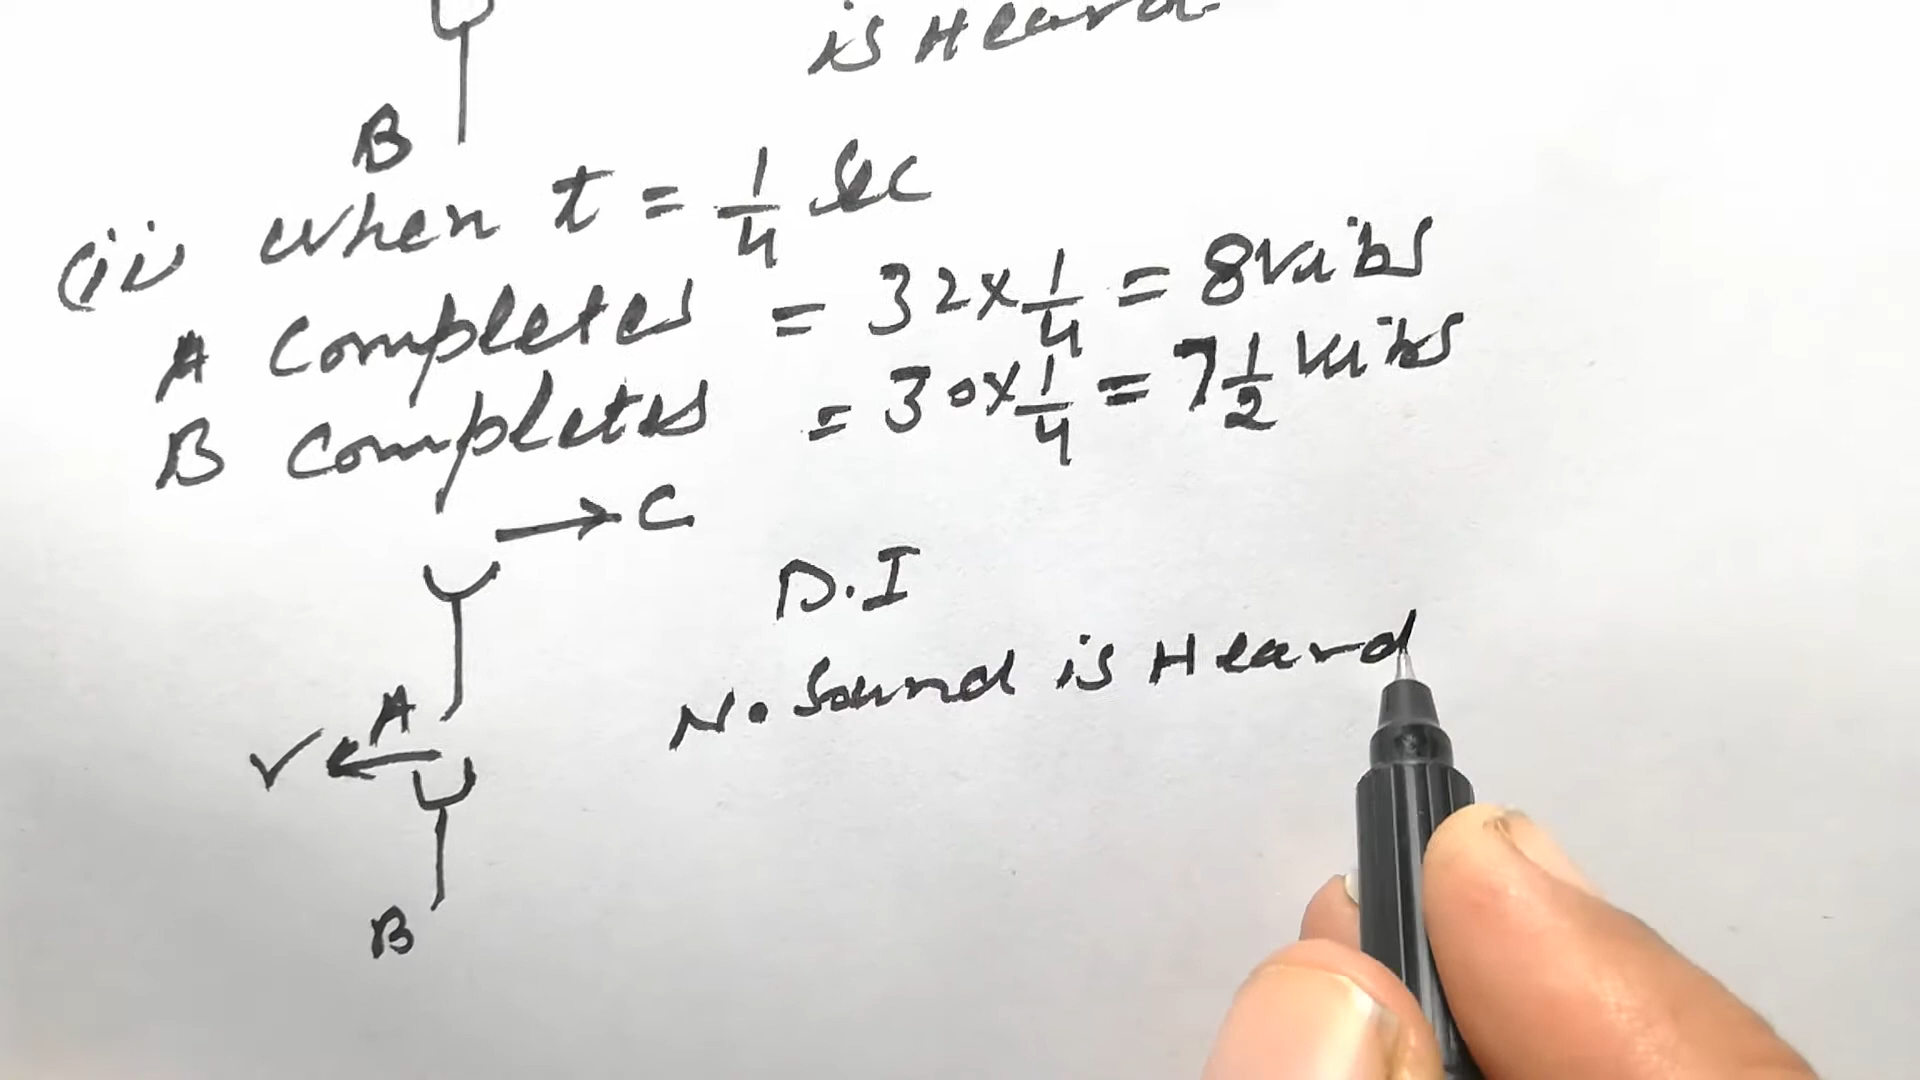 is Heard
B
(ii) when t = 1/4 Sec
A completes = 32 x 1/4 = 8 vibs
B completes = 30 x 1/4 = 7 1/2 vibs
C
D.I
No Sound is Heard
A
B